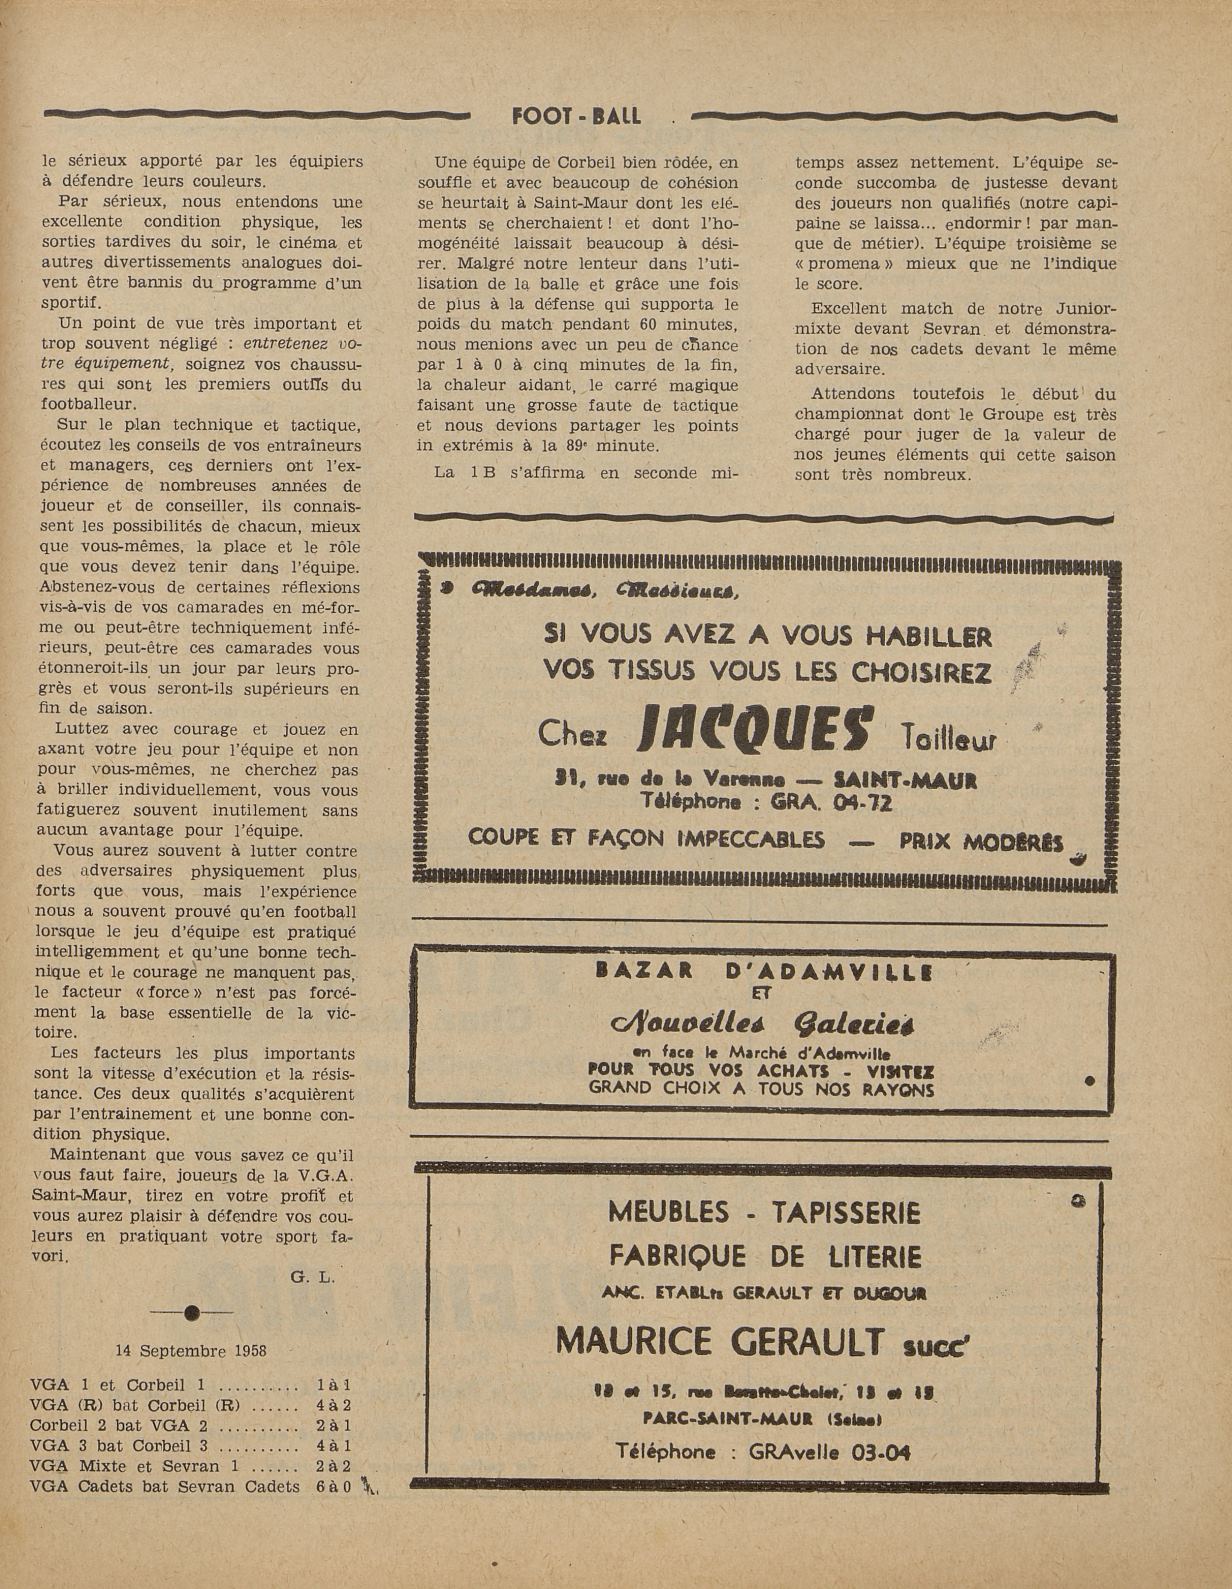 FOOT-BALL
le sérieux apporté par les équipiers
à défendre leurs couleurs.
Par sérieux, nous entendons une
excellente condition physique, les
sorties tardives du soir, le cinéma et
autres divertissements analogues doi-
vent être bannis du programme d'un
sportif.
Un point de vue très important et
trop souvent négligé : entretenez vo-
tre équipement, soignez vos chaussu-
res qui sont les premiers outils du
footballeur.
Sur le plan technique et tactique,
écoutez les conseils de vos entraîneurs
et managers, ces derniers ont l'ex-
périence de nombreuses années de
joueur et de conseiller, ils connais-
sent les possibilités de chacun, mieux
que vous-mêmes, la place et le rôle
que vous devez tenir dans l'équipe.
Abstenez-vous de certaines réflexions
vis-à-vis de vos camarades en mé-for-
me ou peut-être techniquement infé-
rieurs, peut-être ces camarades vous
étonneroit-ils un jour par leurs pro-
grès et vous seront-ils supérieurs en
fin de saison.
Luttez avec courage et jouez en
axant votre jeu pour l'équipe et non
pour vous-mêmes, ne cherchez pas
à briller individuellement, vous vous
fatiguerez souvent inutilement sans
aucun avantage pour l'équipe.
Vous aurez souvent à lutter contre
des adversaires physiquement plus
forts que vous, mais l'expérience
nous a souvent prouvé qu'en football
lorsque le jeu d'équipe est pratiqué
intelligemment et qu'une bonne tech-
nique et le courage ne manquent pas,
le facteur « force » n'est pas forcé-
ment la base essentielle de la vic-
toire.
Les facteurs les plus importants
sont la vitesse d'exécution et la résis-
tance. Ces deux qualités s'acquièrent
par l'entrainement et une bonne con-
dition physique.
Maintenant que vous savez ce qu'il
vous faut faire, joueurs de la V.G.A.
Saint-Maur, tirez en votre profit et
vous aurez plaisir à défendre vos cou-
leurs en pratiquant votre sport fa-
vori.
G. L.
14 Septembre 1958
VGA 1 et Corbeil 1 .......... 1 à 1
VGA (R) bat Corbeil (R) ...... 4 à 2
Corbeil 2 bat VGA 2 .......... 2 à 1
VGA 3 bat Corbeil 3 .......... 4 à 1
VGA Mixte et Sevran 1 ...... 2 à 2
VGA Cadets bat Sevran Cadets 6 à 0
Une équipe de Corbeil bien rôdée, en
souffle et avec beaucoup de cohésion
se heurtait à Saint-Maur dont les elé-
ments se cherchaient ! et dont l'ho-
mogénéité laissait beaucoup à dési-
rer. Malgré notre lenteur dans l'uti-
lisation de la balle et grâce une fois
de plus à la défense qui supporta le
poids du match pendant 60 minutes,
nous menions avec un peu de chance
par 1 à 0 à cinq minutes de la fin,
la chaleur aidant, le carré magique
faisant une grosse faute de tactique
et nous devions partager les points
in extrémis à la 89e minute.
La 1 B s'affirma en seconde mi-
temps assez nettement. L'équipe se-
conde succomba de justesse devant
des joueurs non qualifiés (notre capi-
paine se laissa... endormir ! par man-
que de métier). L'équipe troisième se
« promena » mieux que ne l'indique
le score.
Excellent match de notre Junior-
mixte devant Sevran et démonstra-
tion de nos cadets devant le même
adversaire.
Attendons toutefois le début du
championnat dont le Groupe est très
chargé pour juger de la valeur de
nos jeunes éléments qui cette saison
sont très nombreux.
Mesdames, Messieurs,
SI VOUS AVEZ A VOUS HABILLER
VOS TISSUS VOUS LES CHOISIREZ
Chez JACQUES Tailleur
31, rue de la Varenne — SAINT-MAUR
Téléphone : GRA. 04-72
COUPE ET FAÇON IMPECCABLES — PRIX MODÉRÉS
BAZAR D'ADAMVILLE
ET
Nouvelles Galeries
en face le Marché d'Adamville
POUR TOUS VOS ACHATS - VISITEZ
GRAND CHOIX A TOUS NOS RAYONS
MEUBLES - TAPISSERIE
FABRIQUE DE LITERIE
ANC. ETABLts GERAULT ET DUGOUR
MAURICE GERAULT succr
et 15, rue 13 et 15
PARC-SAINT-MAUR (Seine)
Téléphone : GRAvelle 03-04